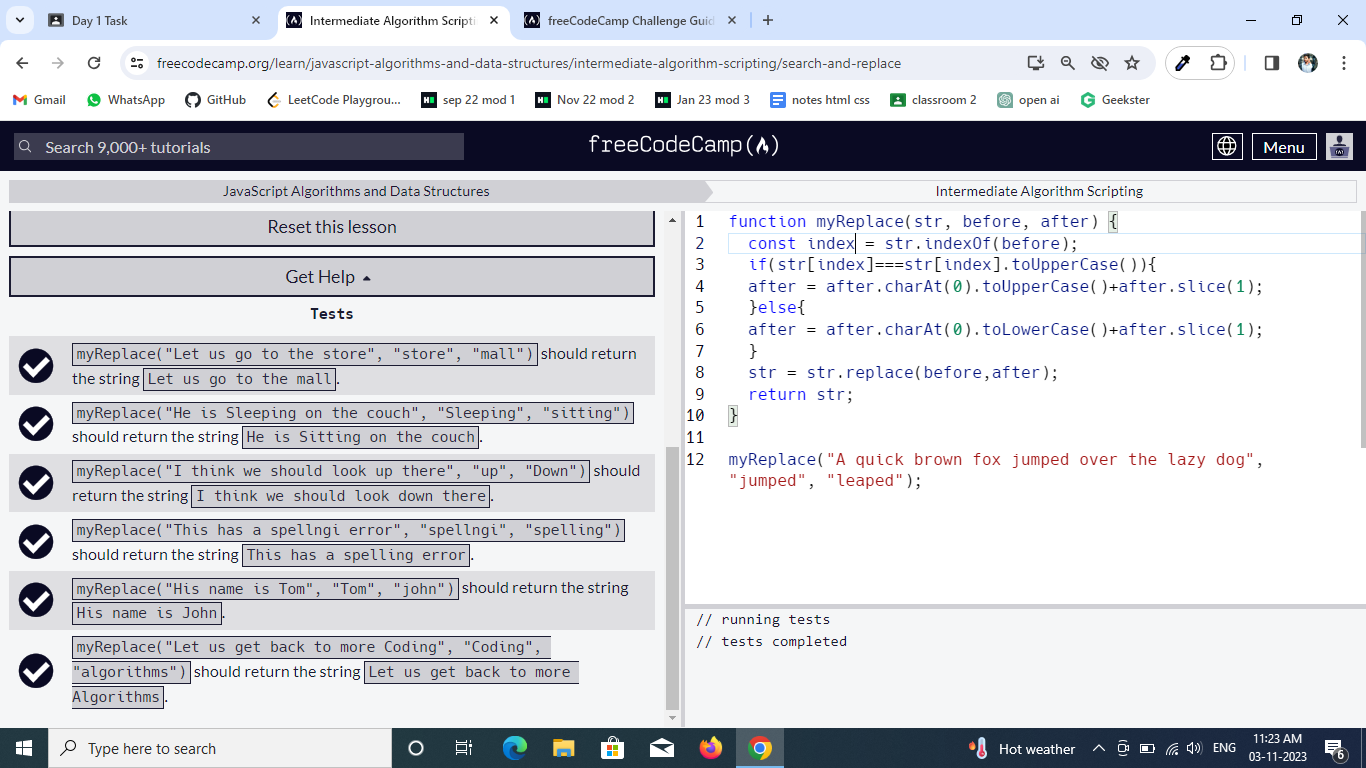 Day 1 Task
Intermediate Algorithm Scripti
freeCodeCamp Challenge Guid
freecodecamp.org/learn/javascript-algorithms-and-data-structures/intermediate-algorithm-scripting/search-and-replace
Gmail WhatsApp GitHub LeetCode Playgrou... sep 22 mod 1 Nov 22 mod 2 Jan 23 mod 3 notes html css classroom 2 open ai Geekster
Search 9,000+ tutorials
freeCodeCamp
Menu
JavaScript Algorithms and Data Structures
Intermediate Algorithm Scripting
Reset this lesson
Get Help
Tests
myReplace("Let us go to the store", "store", "mall") should return
the string Let us go to the mall.
myReplace("He is Sleeping on the couch", "Sleeping", "sitting")
should return the string He is Sitting on the couch.
myReplace("I think we should look up there", "up", "Down") should
return the string I think we should look down there.
myReplace("This has a spellngi error", "spellngi", "spelling")
should return the string This has a spelling error.
myReplace("His name is Tom", "Tom", "john") should return the string
His name is John.
myReplace("Let us get back to more Coding", "Coding",
"algorithms") should return the string Let us get back to more
Algorithms.
1 function myReplace(str, before, after) {
2 const index = str.indexOf(before);
3 if(str[index]===str[index].toUpperCase()){
4 after = after.charAt(0).toUpperCase()+after.slice(1);
5 }else{
6 after = after.charAt(0).toLowerCase()+after.slice(1);
7 }
8 str = str.replace(before,after);
9 return str;
10 }
11
12 myReplace("A quick brown fox jumped over the lazy dog",
"jumped", "leaped");
// running tests
// tests completed
Type here to search
Hot weather
ENG
11:23 AM
03-11-2023
6